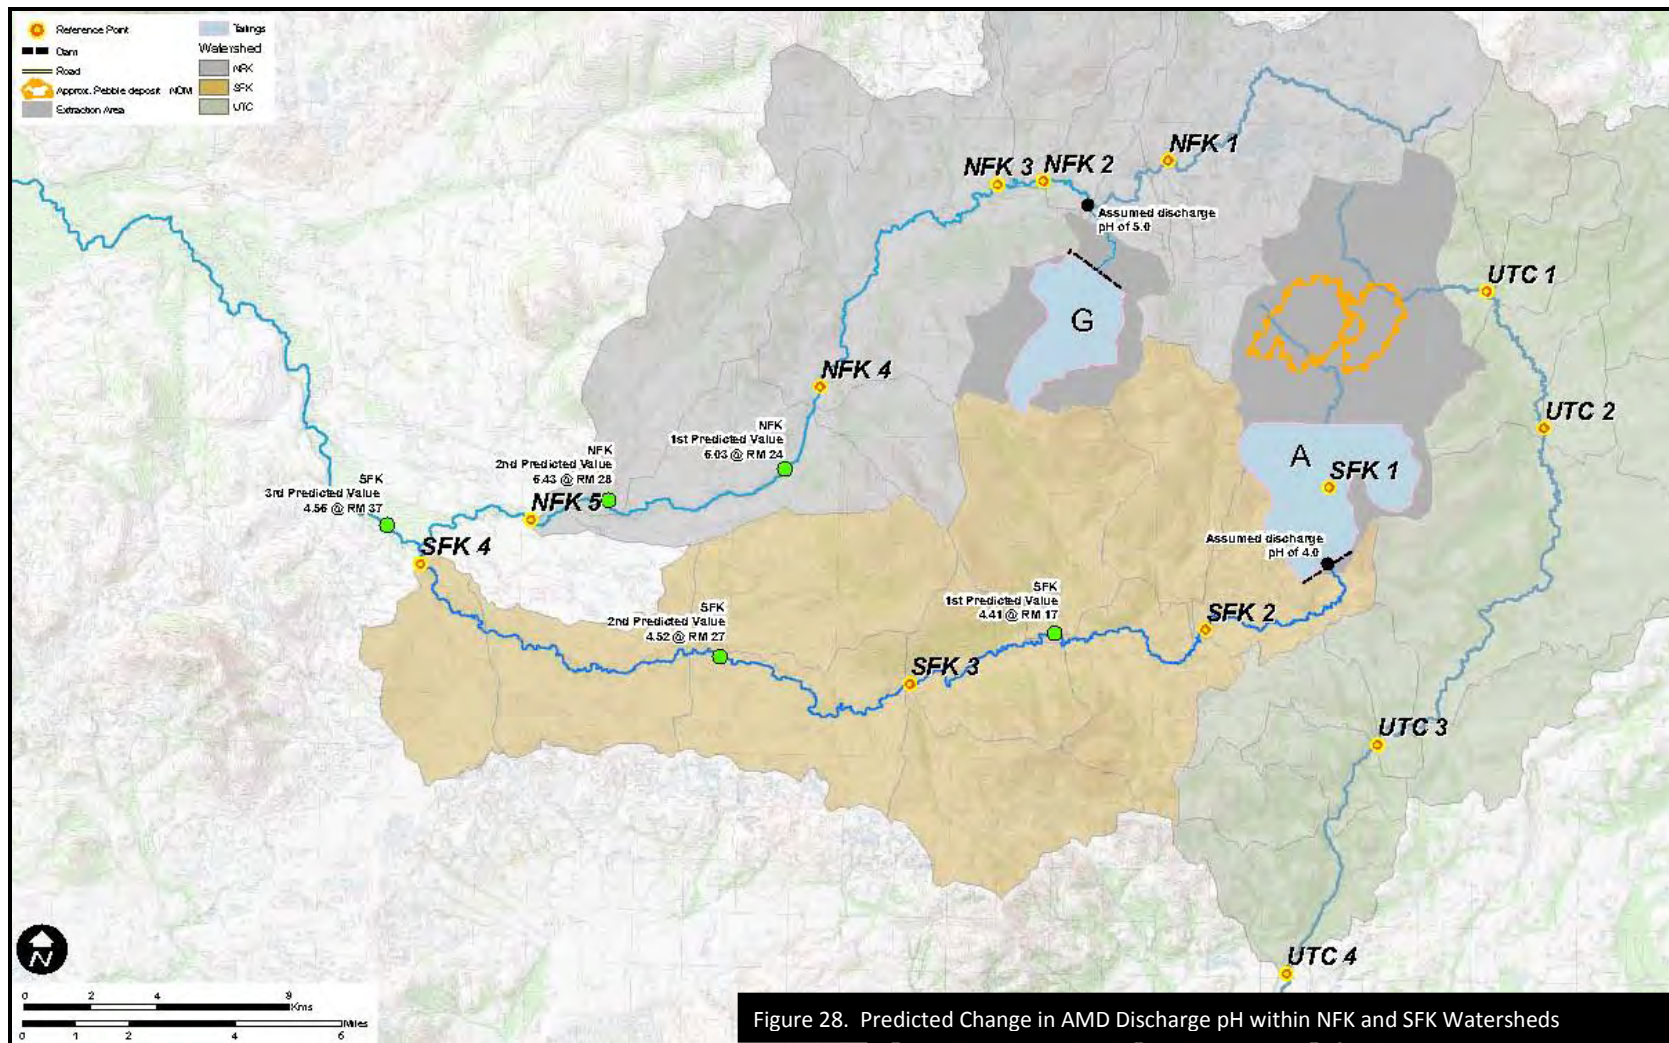 Reference Point
Dam
Road
Approx. Pebble deposit NDM
Extraction Area
Tailings
Watershed
NFK
SFK
UTC
NFK 1
NFK 2
NFK 3
Assumed discharge
pH of 5.0
UTC 1
G
NFK 4
UTC 2
NFK
1st Predicted Value
6.03 @ RM 24
A
SFK 1
NFK
2nd Predicted Value
6.43 @ RM 28
NFK 5
SFK
3rd Predicted Value
4.56 @ RM 37
SFK 4
Assumed discharge
pH of 4.0
SFK
1st Predicted Value
4.41 @ RM 17
SFK 2
SFK
2nd Predicted Value
4.52 @ RM 27
SFK 3
UTC 3
UTC 4
N
0 2 4 8
Kms
0 1 2 4 6
Miles
Figure 28. Predicted Change in AMD Discharge pH within NFK and SFK Watersheds